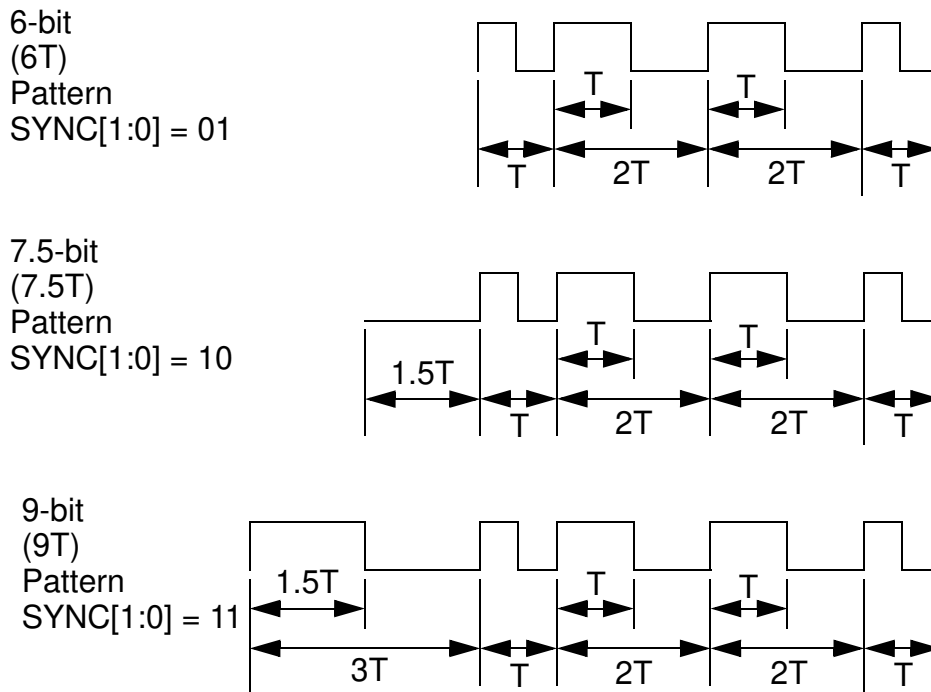 6-bit
(6T)
Pattern
SYNC[1:0] = 01
T T
T 2T 2T T
7.5-bit
(7.5T)
Pattern
SYNC[1:0] = 10
T T
1.5T
T 2T 2T T
9-bit
(9T)
Pattern
SYNC[1:0] = 11
1.5T T T
3T T 2T 2T T